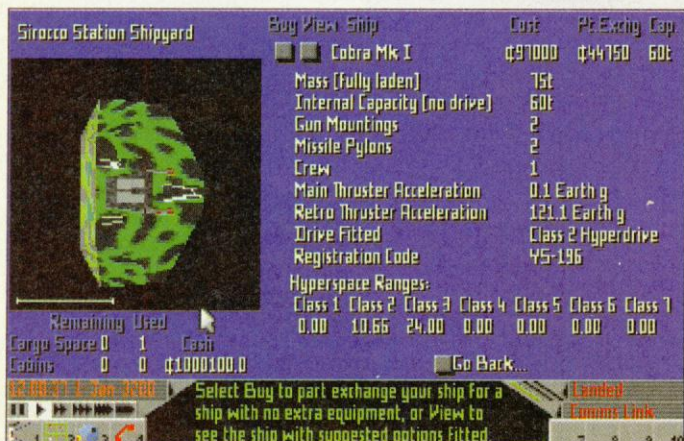 Sirocco Station Shipyard
Buy View Ship Cost Pt.Exchg Cap.
Cobra Mk I ¢97000 ¢44750 60t
Mass (fully laden) 75t
Internal Capacity (no drive) 60t
Gun Mountings 2
Missile Pylons 2
Crew 1
Main Thruster Acceleration 0.1 Earth g
Retro Thruster Acceleration 121.1 Earth g
Drive Fitted Class 2 Hyperdrive
Registration Code YS-196
Hyperspace Ranges:
Class 1 Class 2 Class 3 Class 4 Class 5 Class 6 Class 7
0.00 10.66 24.00 0.00 0.00 0.00 0.00
Remaining Used
Cargo Space 0 1 Cash
Cabins 0 0 ¢1000100.0
Go Back...
1 Jan 3200
Select Buy to part exchange your ship for a
ship with no extra equipment, or View to
see the ship with suggested options fitted.
Landed
Comms Link